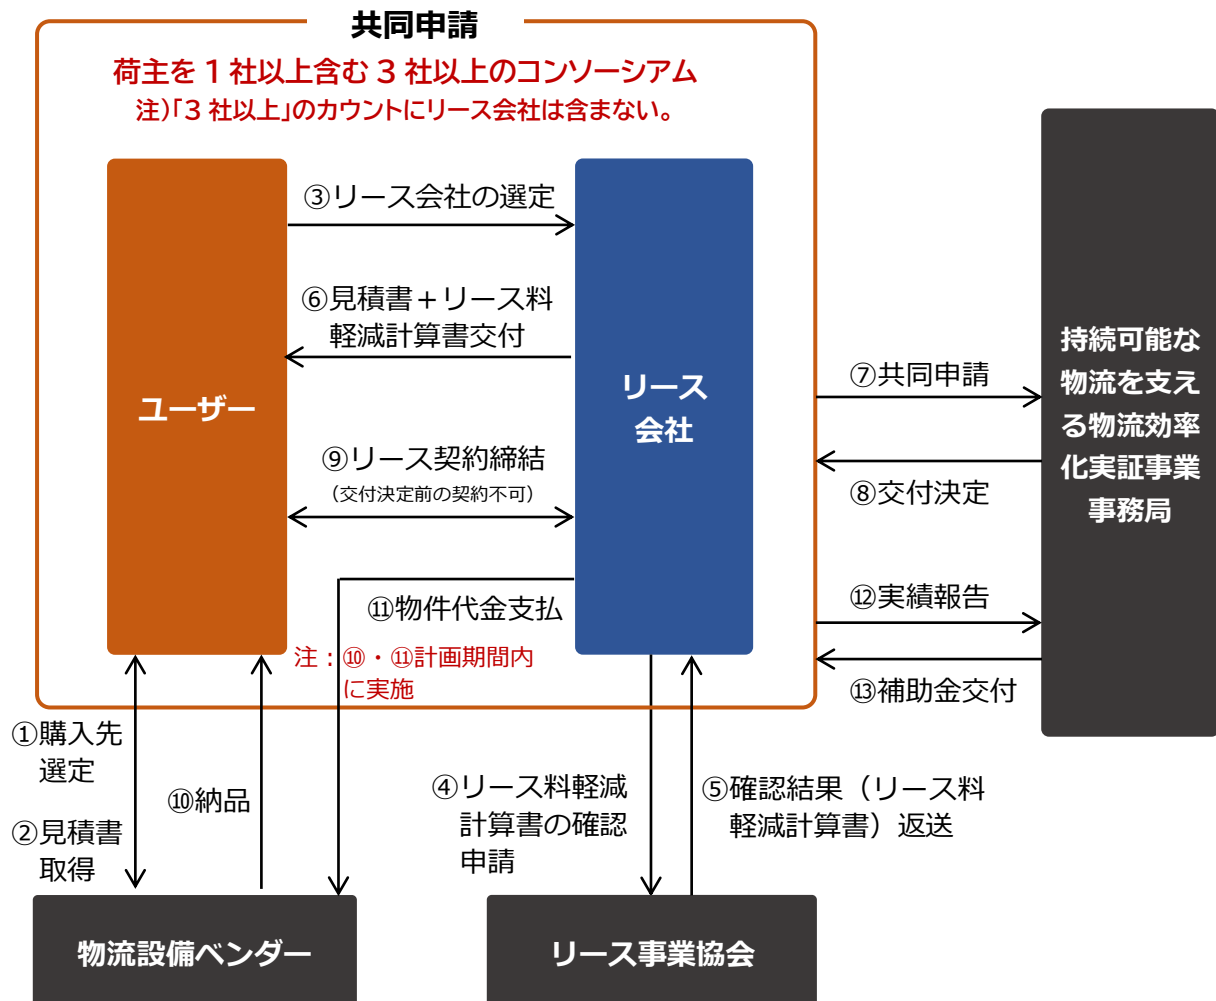 共同申請
荷主を1社以上含む3社以上のコンソーシアム
注）「3社以上」のカウントにリース会社は含まない。
③リース会社の選定
⑥見積書＋リース料
軽減計算書交付
ユーザー
リース
会社
⑨リース契約締結
（交付決定前の契約不可）
⑪物件代金支払
注：⑩・⑪計画期間内
に実施
⑦共同申請
⑧交付決定
⑫実績報告
⑬補助金交付
持続可能な
物流を支え
る物流効率
化実証事業
事務局
①購入先
選定
②見積書
取得
⑩納品
④リース料軽減
計算書の確認
申請
⑤確認結果（リース料
軽減計算書）返送
物流設備ベンダー
リース事業協会